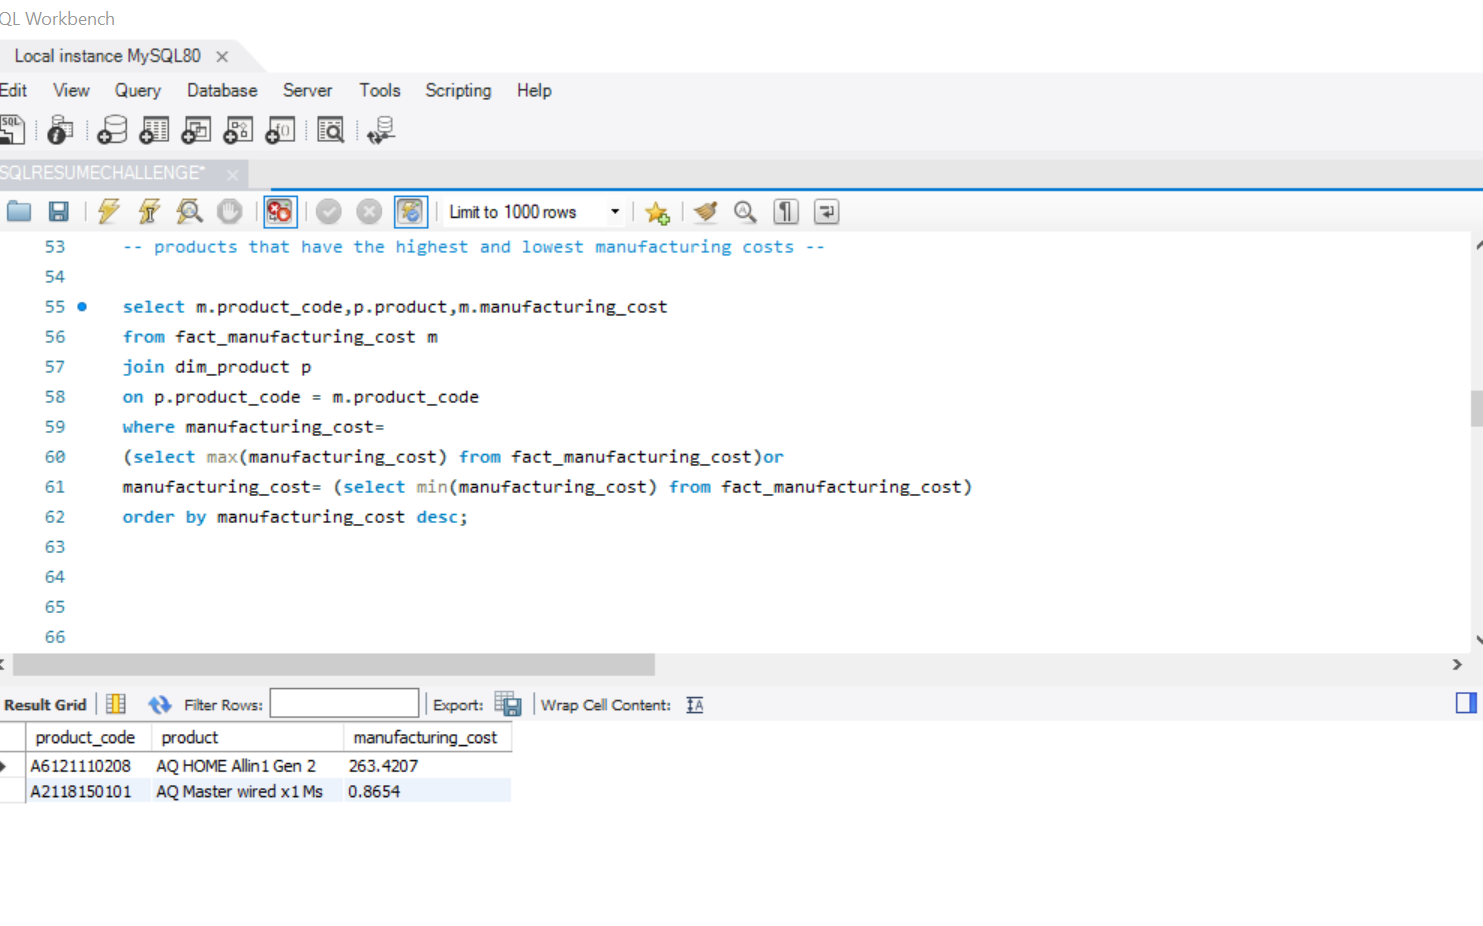 QL Workbench
Local instance MySQL80
Edit View Query Database Server Tools Scripting Help
SQLRESUMECHALLENGE*
Limit to 1000 rows
53 -- products that have the highest and lowest manufacturing costs --
54
55 select m.product_code,p.product,m.manufacturing_cost
56 from fact_manufacturing_cost m
57 join dim_product p
58 on p.product_code = m.product_code
59 where manufacturing_cost=
60 (select max(manufacturing_cost) from fact_manufacturing_cost)or
61 manufacturing_cost= (select min(manufacturing_cost) from fact_manufacturing_cost)
62 order by manufacturing_cost desc;
63
64
65
66
Result Grid Filter Rows: Export: Wrap Cell Content:
product_code product manufacturing_cost
A6121110208 AQ HOME Allin1 Gen 2 263.4207
A2118150101 AQ Master wired x1 Ms 0.8654